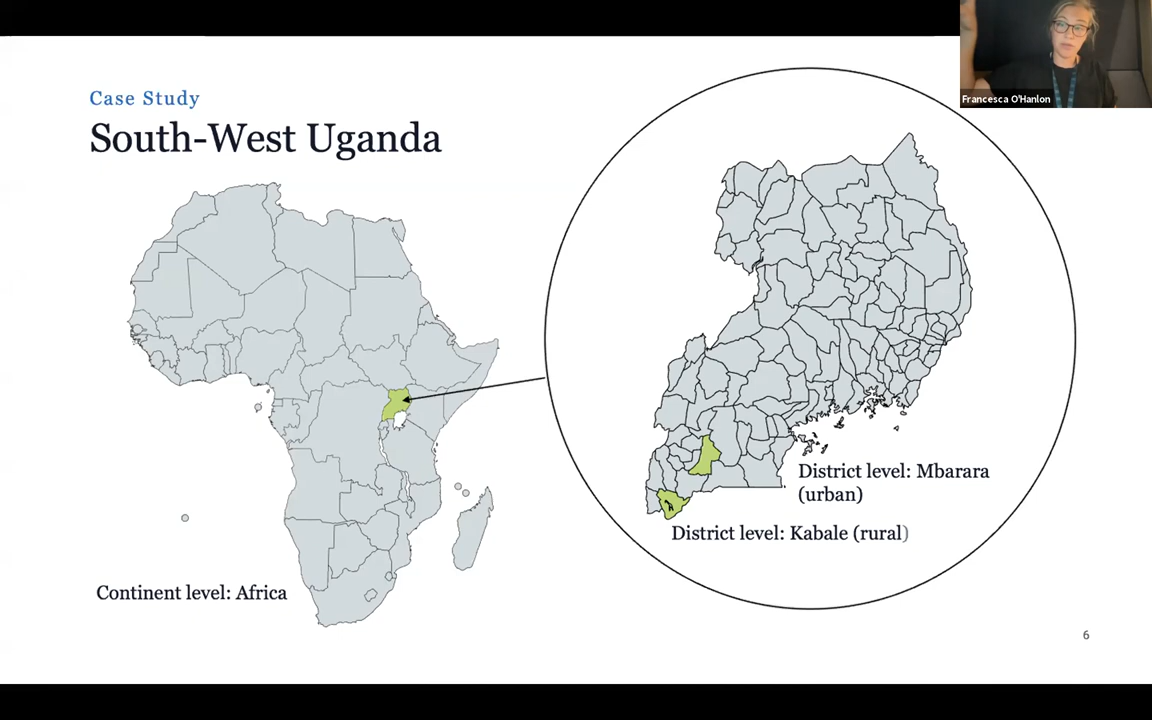 Case Study
South-West Uganda
Francesca O'Hanlon
District level: Mbarara
(urban)
District level: Kabale (rural)
Continent level: Africa
6